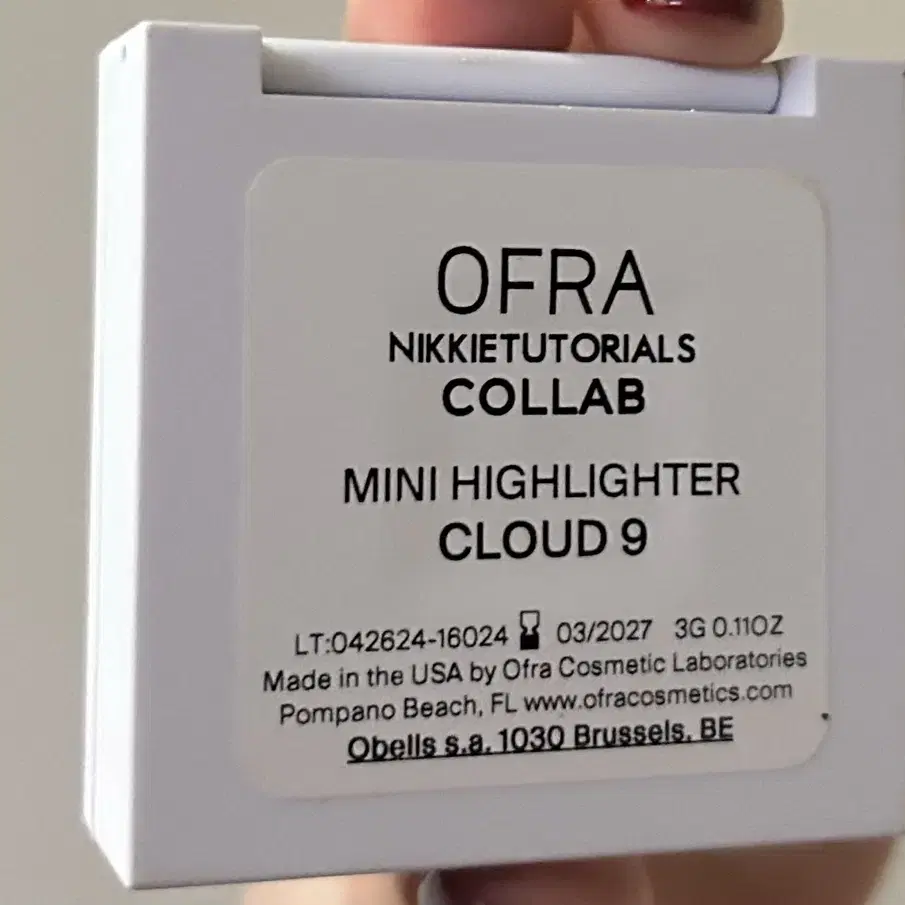 OFRA
NIKKIETUTORIALS
COLLAB
MINI HIGHLIGHTER
CLOUD 9
LT:042624-16024 03/2027 3G 0.11OZ
Made in the USA by Ofra Cosmetic Laboratories
Pompano Beach, FL www.ofracosmetics.com
Obells s.a. 1030 Brussels, BE